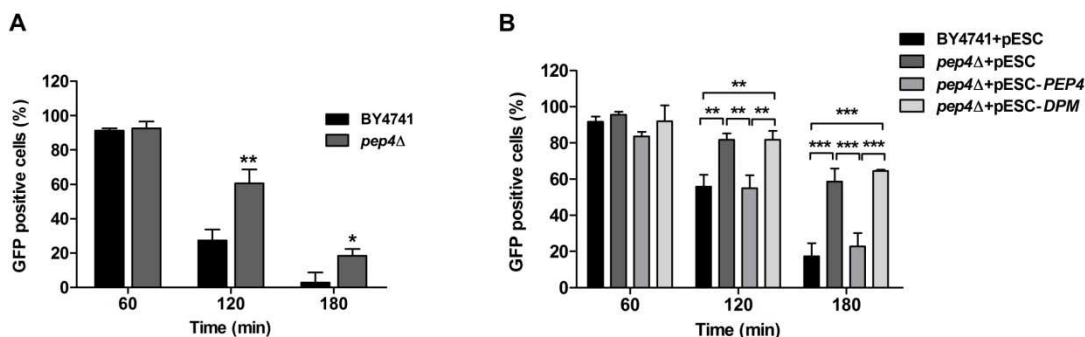 A
GFP positive cells (%)
120
100
80
60
40
20
0
BY4741
pep4Δ
**
*
60
120
180
Time (min)
B
BY4741+pESC
pep4Δ+pESC
pep4Δ+pESC-PEP4
pep4Δ+pESC-DPM
GFP positive cells (%)
120
100
80
60
40
20
0
**
** ** **
***
*** *** ***
60
120
180
Time (min)